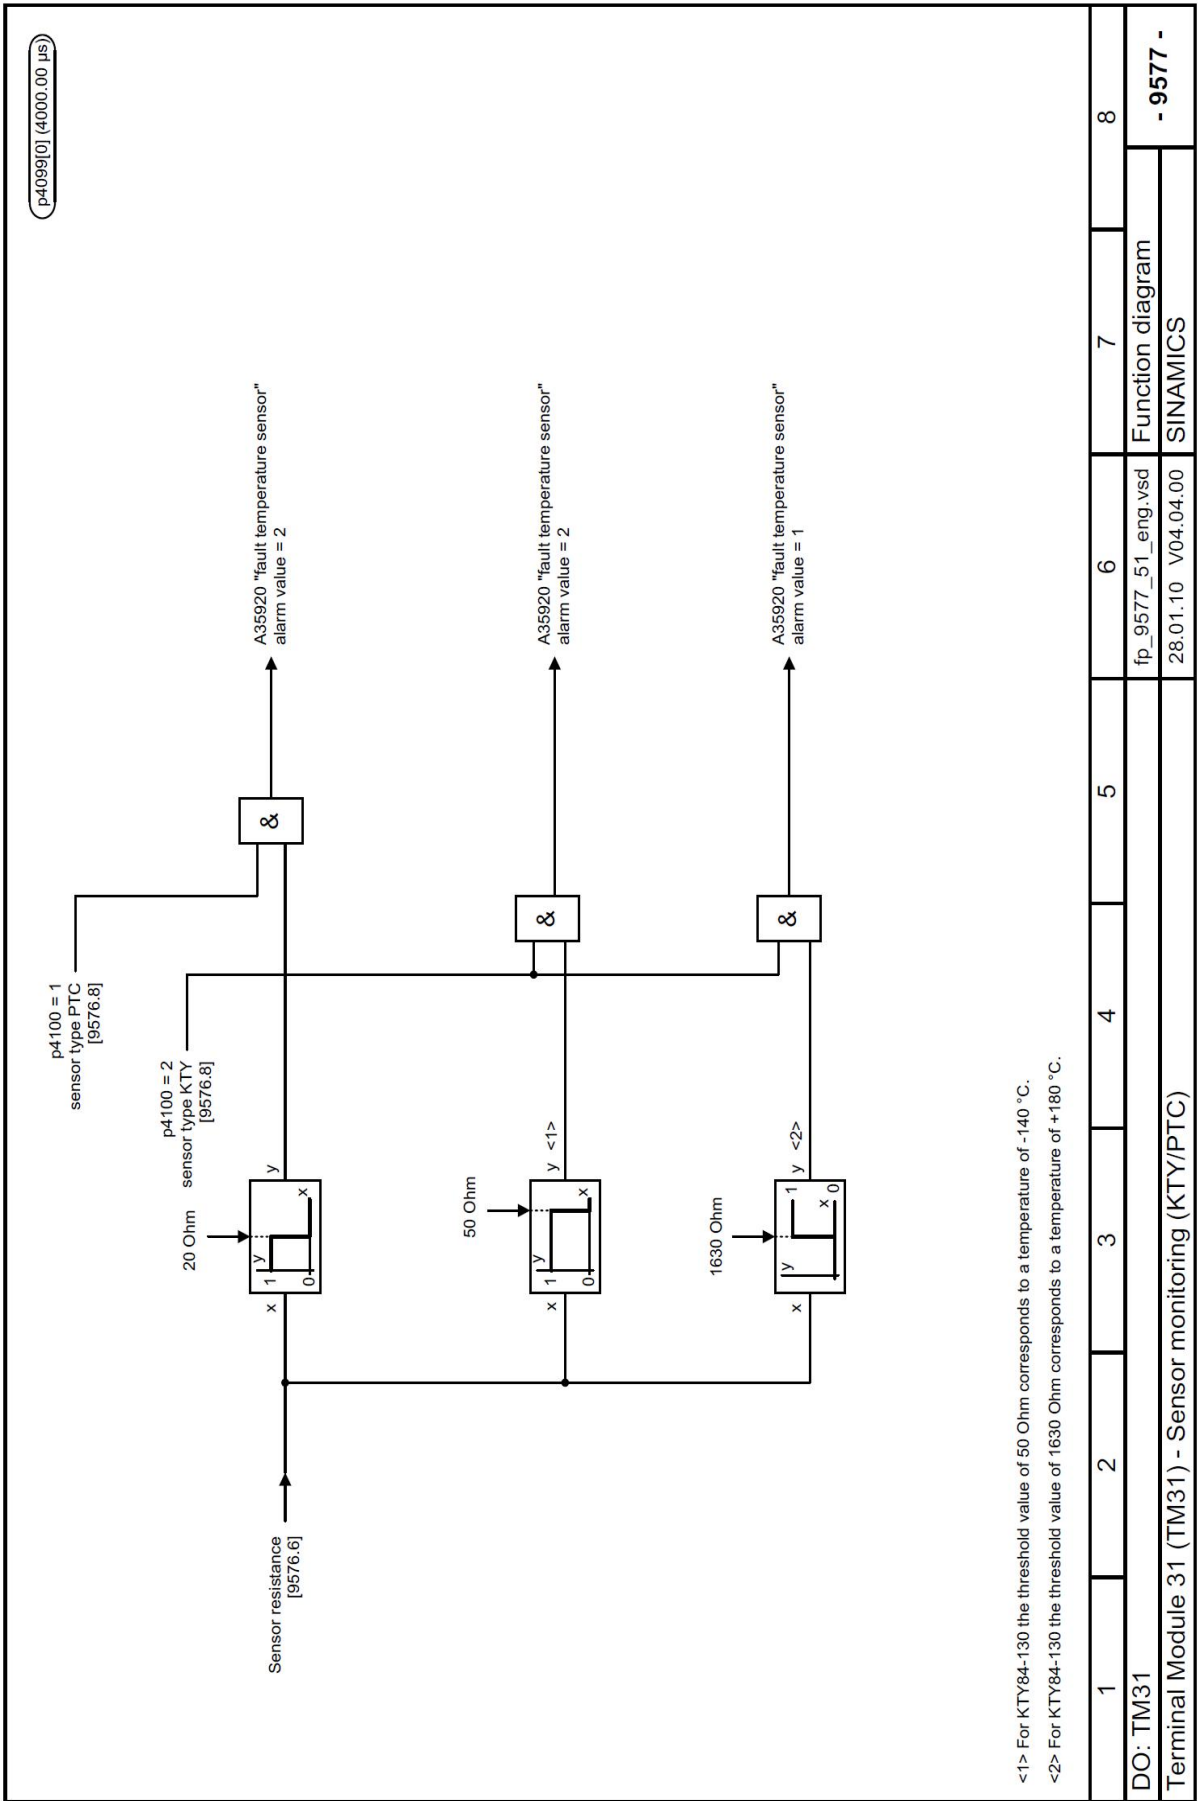 p4099[0] (4000.00 µs)
p4100 = 1
sensor type PTC
[9576.8]
p4100 = 2
sensor type KTY
[9576.8]
Sensor resistance
[9576.6]
20 Ohm
x
1
y
0
x
y
&
A35920 "fault temperature sensor"
alarm value = 2
50 Ohm
x
1
y
0
x
y
<1>
&
A35920 "fault temperature sensor"
alarm value = 2
1630 Ohm
x
y
1
x
0
y
<2>
&
A35920 "fault temperature sensor"
alarm value = 1
<1> For KTY84-130 the threshold value of 50 Ohm corresponds to a temperature of -140 °C.
<2> For KTY84-130 the threshold value of 1630 Ohm corresponds to a temperature of +180 °C.
1 2 3 4 5 6 7 8
DO: TM31 fp_9577_51_eng.vsd Function diagram - 9577 -
Terminal Module 31 (TM31) - Sensor monitoring (KTY/PTC) 28.01.10 V04.04.00 SINAMICS